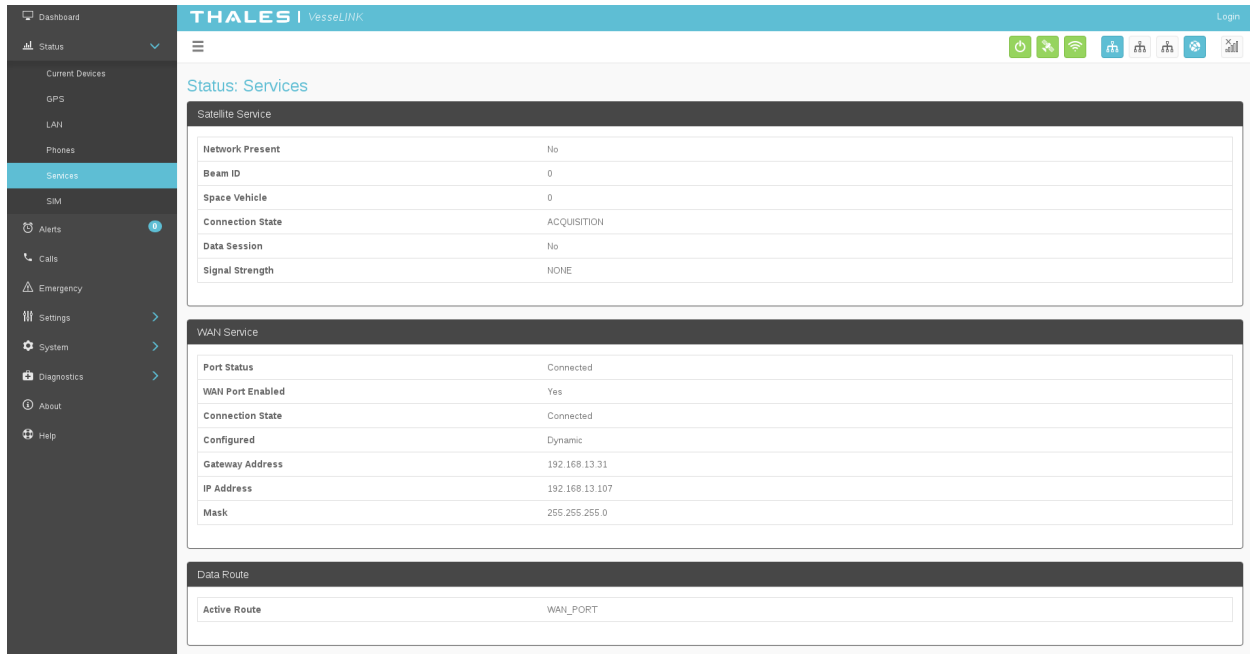 Dashboard
THALES | VesseLINK
Login
Status
Current Devices
GPS
LAN
Phones
Services
SIM
Alerts 0
Calls
Emergency
Settings
System
Diagnostics
About
Help
Status: Services
Satellite Service
Network Present No
Beam ID 0
Space Vehicle 0
Connection State ACQUISITION
Data Session No
Signal Strength NONE
WAN Service
Port Status Connected
WAN Port Enabled Yes
Connection State Connected
Configured Dynamic
Gateway Address 192.168.13.31
IP Address 192.168.13.107
Mask 255.255.255.0
Data Route
Active Route WAN_PORT